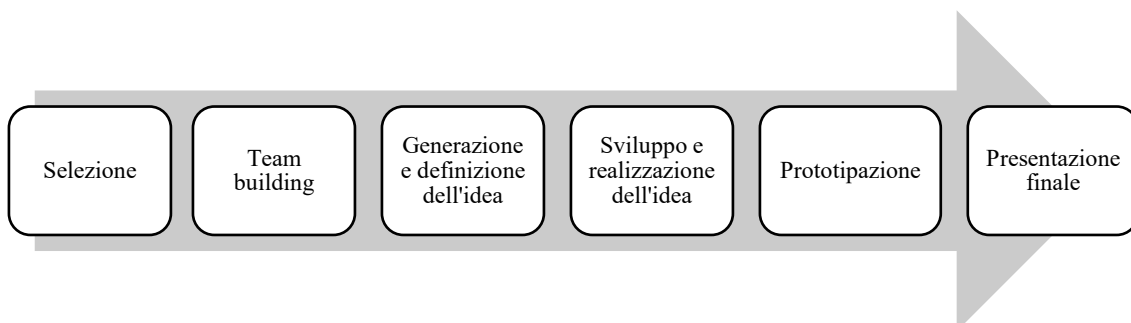 Selezione
Team
building
Generazione
e definizione
dell'idea
Sviluppo e
realizzazione
dell'idea
Prototipazione
Presentazione
finale